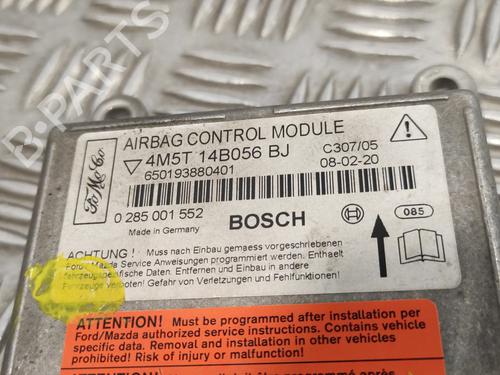 B-PARTS
FoMoCo
AIRBAG CONTROL MODULE
4M5T 14B056 BJ
C307/05
650193880401
08-02-20
0 285 001 552
BOSCH
085
Made in Germany
ACHTUNG ! Muss nach Einbau gemaess vorgeschriebenen
Ford/Mazda Service Anweisungen programmiert werden. Enthaelt
fahrzeugspezifische Daten. Entfernen und Einbau in andere
Fahrzeuge verboten! Gefahr von Verletzungen und Fehlfunktionen!
ATTENTION! Must be programmed after installation per
Ford/Mazda authorized service instructions. Contains vehicle
specific data. Removal and installation in other vehicles
prohibited! Risk of injury or malfunction!
être programmé après